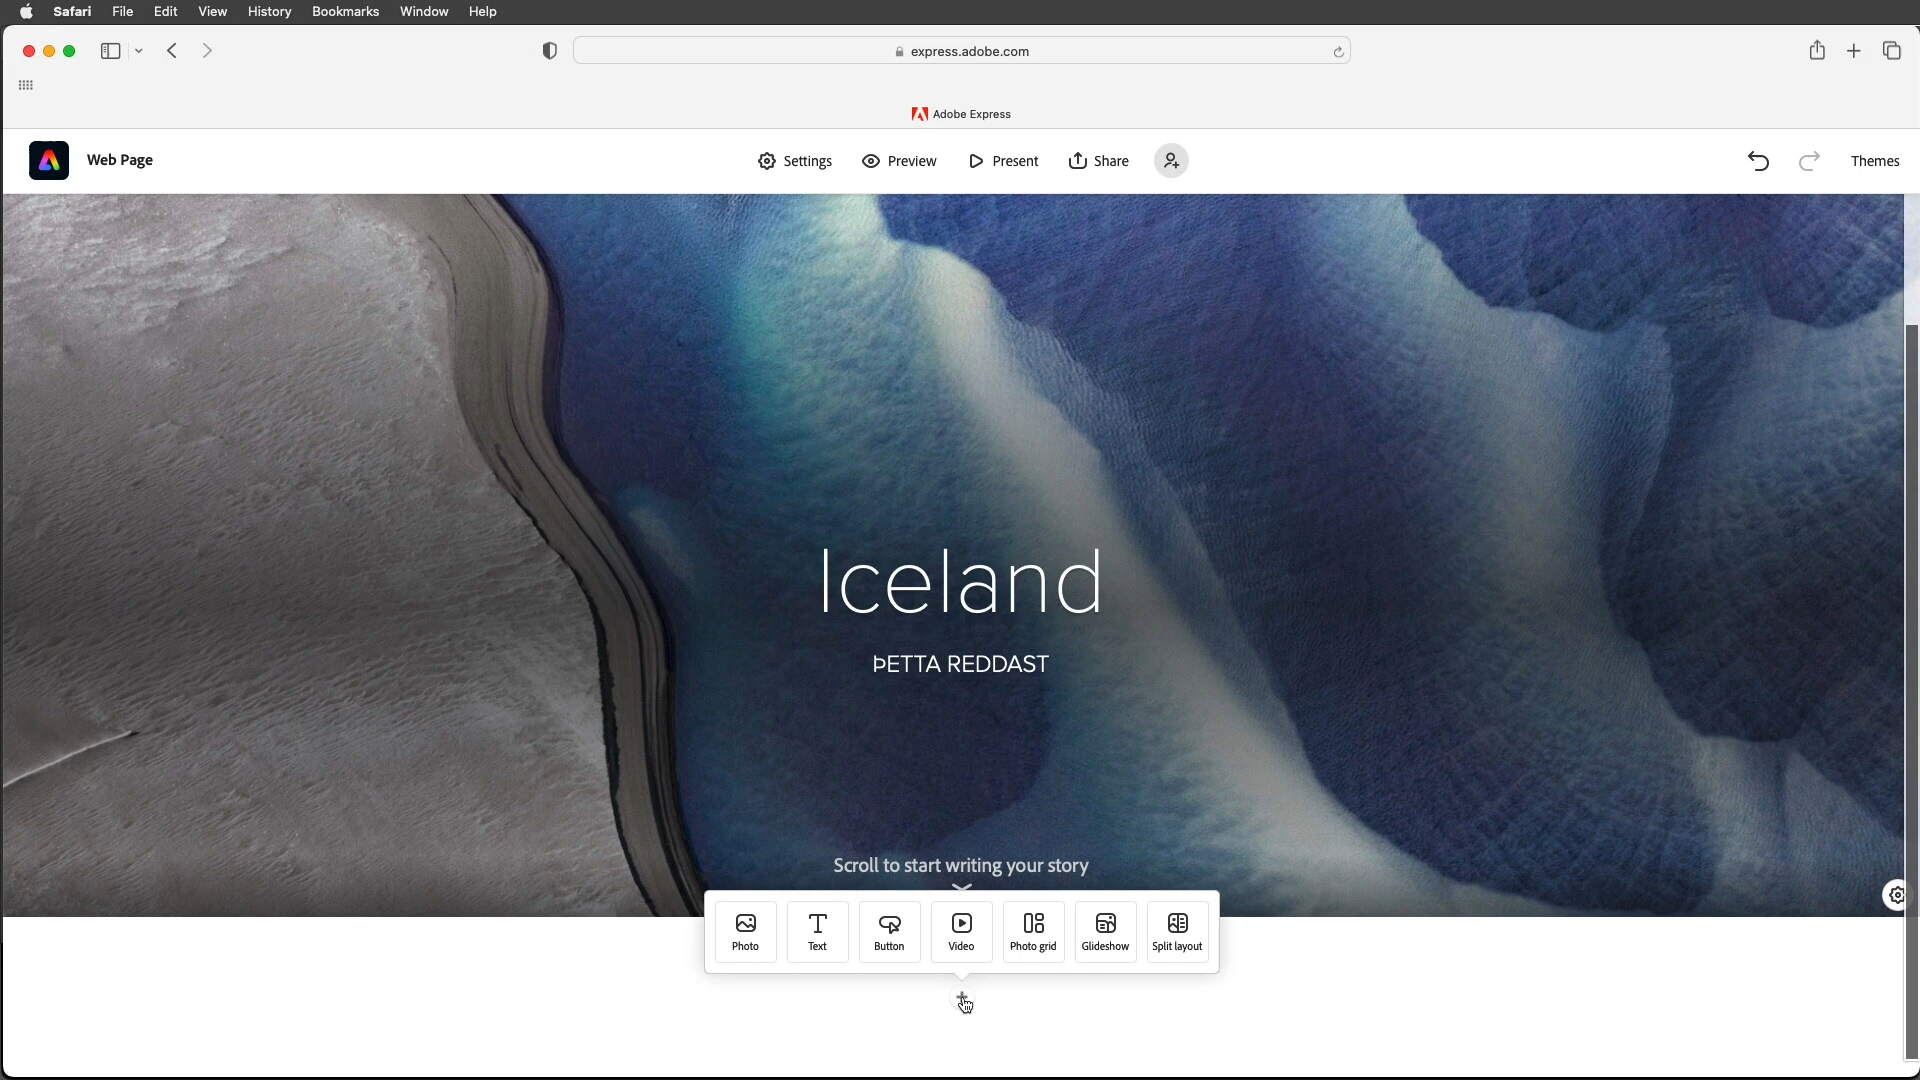 Safari File Edit View History Bookmarks Window Help
express.adobe.com
Adobe Express
Web Page Settings Preview Present Share Themes
Iceland
ÞETTA REDDAST
Scroll to start writing your story
Photo Text Button Video Photo grid Glideshow Split layout